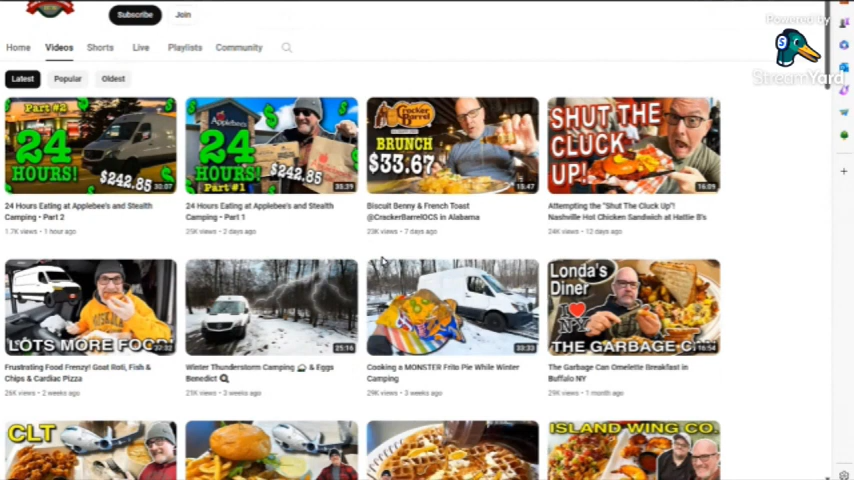 Powered by
StreamYard
Subscribe
Join
Home
Videos
Shorts
Live
Playlists
Community
Latest
Popular
Oldest
Part #2
24
HOURS!
$242.85
30:07
Applebee's
24
HOURS!
Part #1
$242.85
35:39
Cracker
Barrel
BRUNCH
$33.67
18:47
SHUT THE
CLUCK
UP!
16:09
24 Hours Eating at Applebee's and Stealth
Camping • Part 2
1.7K views • 1 hour ago
24 Hours Eating at Applebee's and Stealth
Camping - Part 1
25K views • 2 days ago
Biscuit Benny & French Toast
@CrackerBarrelOCS in Alabama
23K views • 7 days ago
Attempting the "Shut The Cluck Up"!
Nashville Hot Chicken Sandwich at Hattie B's
24K views • 12 days ago
LOTS MORE FOOD!
25:16
33:33
Londa's
Diner
I ❤ NY
THE GARBAGE CAN
16:54
Frustrating Food Frenzy! Goat Roti, Fish &
Chips & Cardiac Pizza
26K views • 2 weeks ago
Winter Thunderstorm Camping & Eggs
Benedict
3 weeks ago
Cooking a MONSTER Frito Pie While Winter
Camping
29K views • 3 weeks ago
The Garbage Can Omelette Breakfast in
Buffalo NY
29K views • 1 month ago
CLT
ISLAND WING CO.